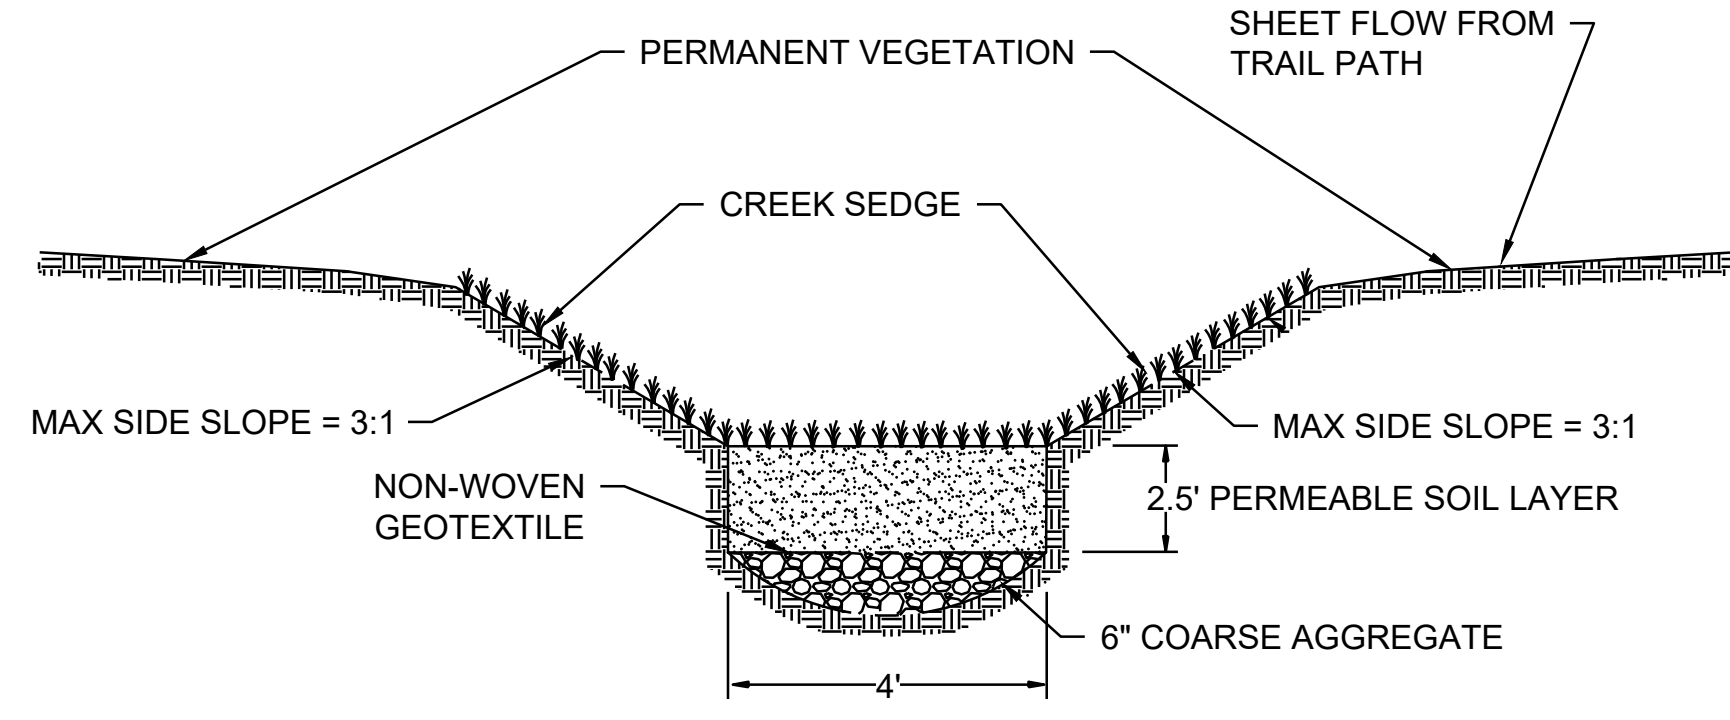 SHEET FLOW FROM
TRAIL PATH
PERMANENT VEGETATION
CREEK SEDGE
MAX SIDE SLOPE = 3:1
MAX SIDE SLOPE = 3:1
NON-WOVEN
GEOTEXTILE
2.5' PERMEABLE SOIL LAYER
6" COARSE AGGREGATE
4'